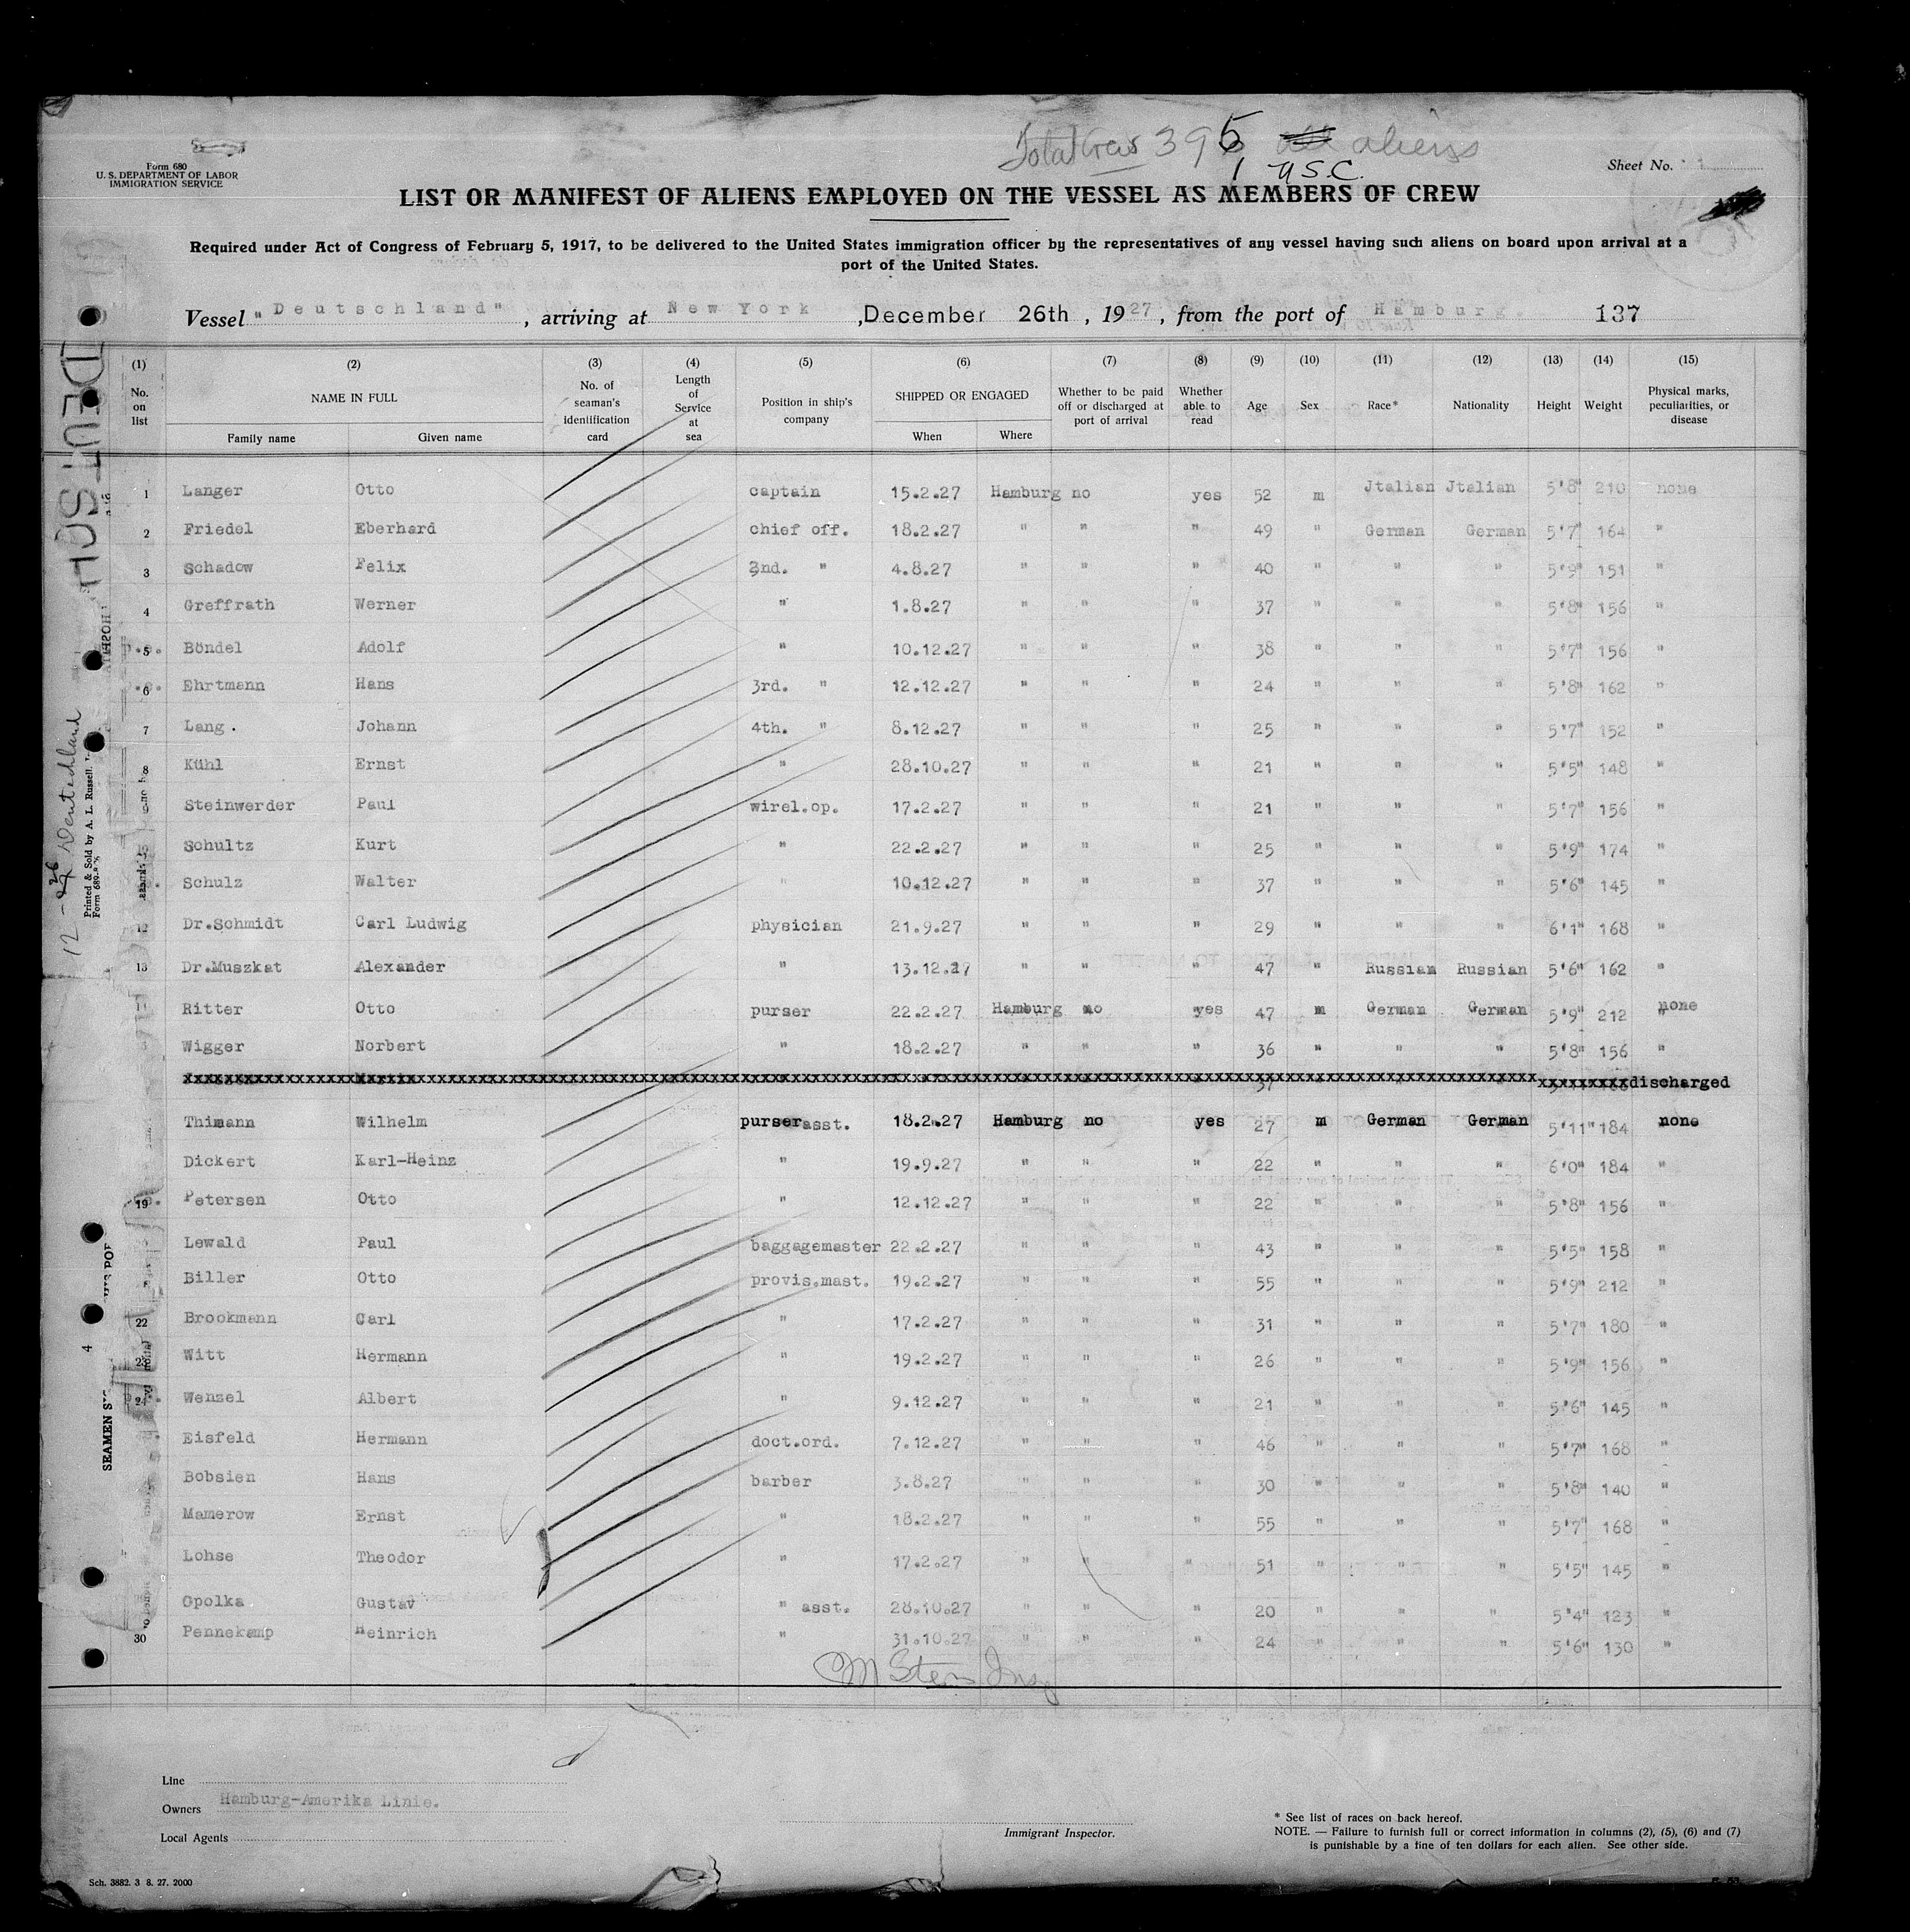 Total Crew 395 aliens
1 U.S.C.
Form 680
U. S. DEPARTMENT OF LABOR
IMMIGRATION SERVICE
Sheet No. 1
LIST OR MANIFEST OF ALIENS EMPLOYED ON THE VESSEL AS MEMBERS OF CREW
Required under Act of Congress of February 5, 1917, to be delivered to the United States immigration officer by the representatives of any vessel having such aliens on board upon arrival at a
port of the United States.
Vessel "Deutschland", arriving at New York, December 26th, 1927, from the port of Hamburg. 137
(1) No. on list (2) NAME IN FULL Family name Given name (3) No. of seaman's identification card (4) Length of Service at sea (5) Position in ship's company (6) SHIPPED OR ENGAGED When Where (7) Whether to be paid off or discharged at port of arrival (8) Whether able to read (9) Age (10) Sex (11) Race* (12) Nationality (13) Height (14) Weight (15) Physical marks, peculiarities, or disease
1 Langer Otto captain 15.2.27 Hamburg no yes 52 m Jtalian Jtalian 5'8" 210 none
2 Friedel Eberhard chief off. 18.2.27 " " " 49 " German German 5'7" 164 "
3 Schadow Felix 2nd. " 4.8.27 " " " 40 " " " 5'9" 151 "
4 Greffrath Werner " 1.8.27 " " " 37 " " " 5'8" 156 "
5 Böndel Adolf " 10.12.27 " " " 38 " " " 5'7" 156 "
6 Ehrtmann Hans 3rd. " 12.12.27 " " " 24 " " " 5'8" 162 "
7 Lang. Johann 4th. " 8.12.27 " " " 25 " " " 5'7" 152 "
8 Kühl Ernst " 28.10.27 " " " 21 " " " 5'5" 148 "
Steinwerder Paul wirel.op. 17.2.27 " " " 21 " " " 5'7" 156 "
Schultz Kurt " 22.2.27 " " " 25 " " " 5'9" 174 "
Schulz Walter " 10.12.27 " " " 37 " " " 5'6" 145 "
12 Dr.Schmidt Carl Ludwig physician 21.9.27 " " " 29 " " " 6'1" 168 "
13 Dr.Muszkat Alexander " 13.12.27 " " " 47 " Russian Russian 5'6" 162 "
Ritter Otto purser 22.2.27 Hamburg no yes 47 m German German 5'9" 212 none
Wigger Norbert " 18.2.27 " " " 36 " " " 5'8" 156 "
discharged
Thimann Wilhelm purser asst. 18.2.27 Hamburg no yes 27 m German German 5'11" 184 none
Dickert Karl-Heinz " 19.9.27 " " " 22 " " " 6'0" 184 "
19 Petersen Otto " 12.12.27 " " " 22 " " " 5'8" 156 "
Lewald Paul baggagemaster 22.2.27 " " " 43 " " " 5'5" 158 "
Biller Otto provis.mast. 19.2.27 " " " 55 " " " 5'9" 212 "
22 Brookmann Carl " 17.2.27 " " " 31 " " " 5'7" 180 "
23 Witt Hermann " 19.2.27 " " " 26 " " " 5'9" 156 "
24 Wenzel Albert " 9.12.27 " " " 21 " " " 5'6" 145 "
Eisfeld Hermann doct.ord. 7.12.27 " " " 46 " " " 5'7" 168 "
Bobsien Hans barber 3.8.27 " " " 30 " " " 5'8" 140 "
Mamerow Ernst " 18.2.27 " " " 55 " " " 5'7" 168 "
Lohse Theodor " 17.2.27 " " " 51 " " " 5'5" 145 "
Opolka Gustav " asst. 28.10.27 " " " 20 " " " 5'4" 123 "
30 Pennekamp Heinrich " 31.10.27 " " " 24 " " " 5'6" 130 "
Line
Owners Hamburg-Amerika Linie.
Local Agents
Immigrant Inspector.
* See list of races on back hereof.
NOTE. — Failure to furnish full or correct information in columns (2), (5), (6) and (7)
is punishable by a fine of ten dollars for each alien. See other side.
Sch. 3882. 3 8. 27. 2000
DEUTSCH
12-26 Deutschland
Printed & Sold by A. L. Russell,
Form 689
SEAMEN
4